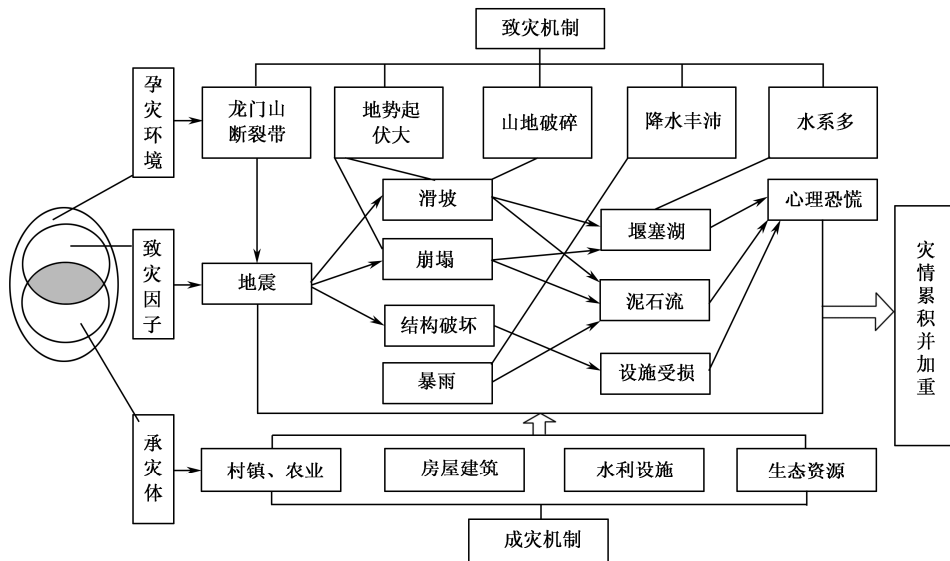 致灾机制
孕
灾
环
境
龙门山
断裂带
地势起
伏大
山地破碎
降水丰沛
水系多
滑坡
心理恐慌
堰塞湖
致
灾
因
子
地震
崩塌
泥石流
结构破坏
设施受损
暴雨
灾
情
累
积
并
加
重
承
灾
体
村镇、农业
房屋建筑
水利设施
生态资源
成灾机制